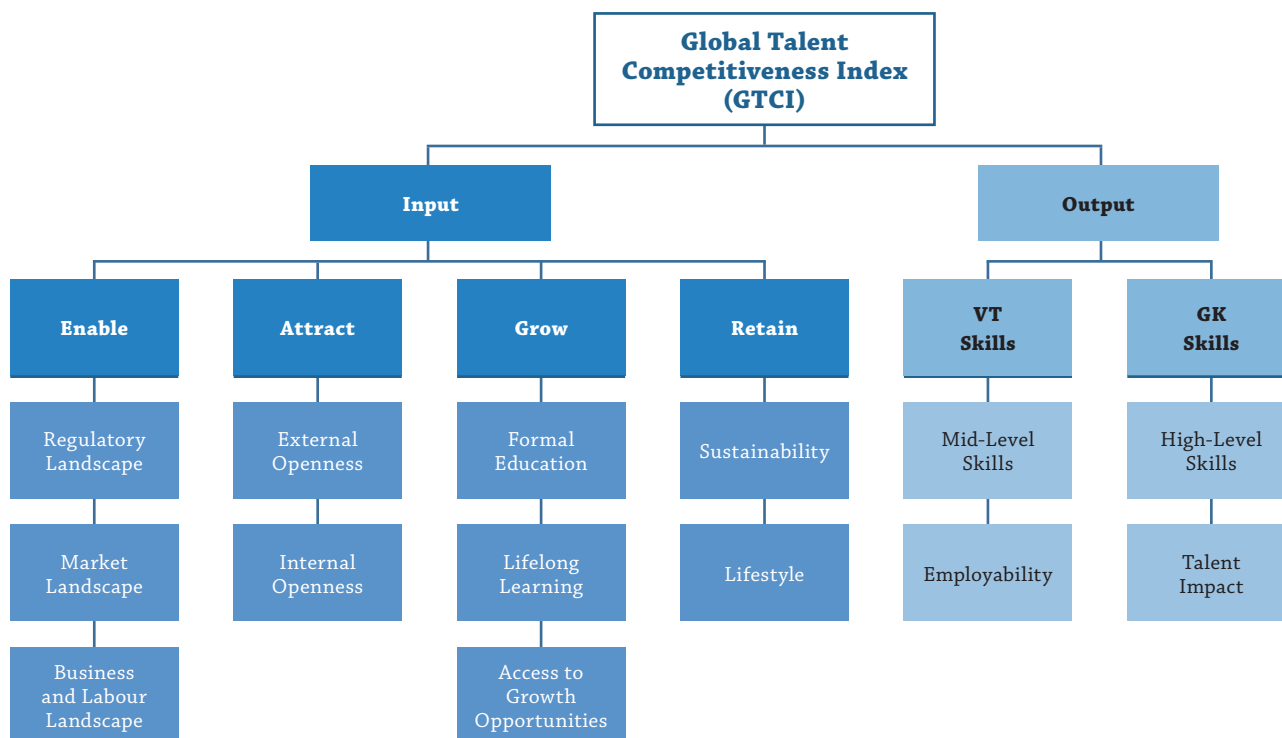 Global Talent
Competitiveness Index
(GTCI)
Input
Output
Enable
Attract
Grow
Retain
VT
Skills
GK
Skills
Regulatory
Landscape
External
Openness
Formal
Education
Sustainability
Mid-Level
Skills
High-Level
Skills
Market
Landscape
Internal
Openness
Lifelong
Learning
Lifestyle
Employability
Talent
Impact
Business
and Labour
Landscape
Access to
Growth
Opportunities